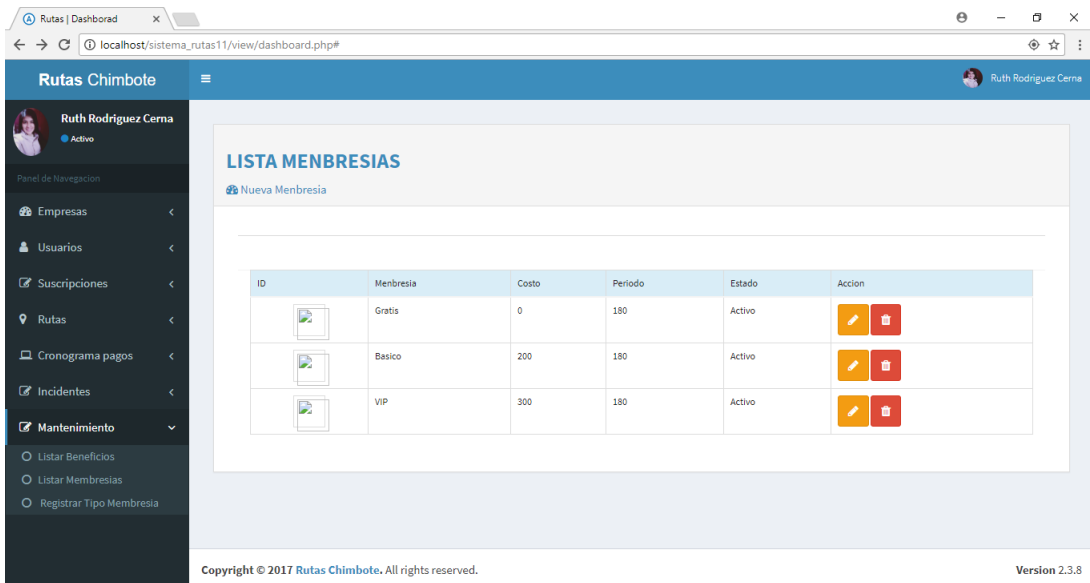 Rutas | Dashborad
localhost/sistema_rutas11/view/dashboard.php#
Rutas Chimbote
Ruth Rodriguez Cerna
Ruth Rodriguez Cerna
Activo
Panel de Navegacion
Empresas
Usuarios
Suscripciones
Rutas
Cronograma pagos
Incidentes
Mantenimiento
Listar Beneficios
Listar Membresias
Registrar Tipo Membresia
LISTA MENBRESIAS
Nueva Menbresia
ID Menbresia Costo Periodo Estado Accion
Gratis 0 180 Activo
Basico 200 180 Activo
VIP 300 180 Activo
Copyright © 2017 Rutas Chimbote. All rights reserved.
Version 2.3.8